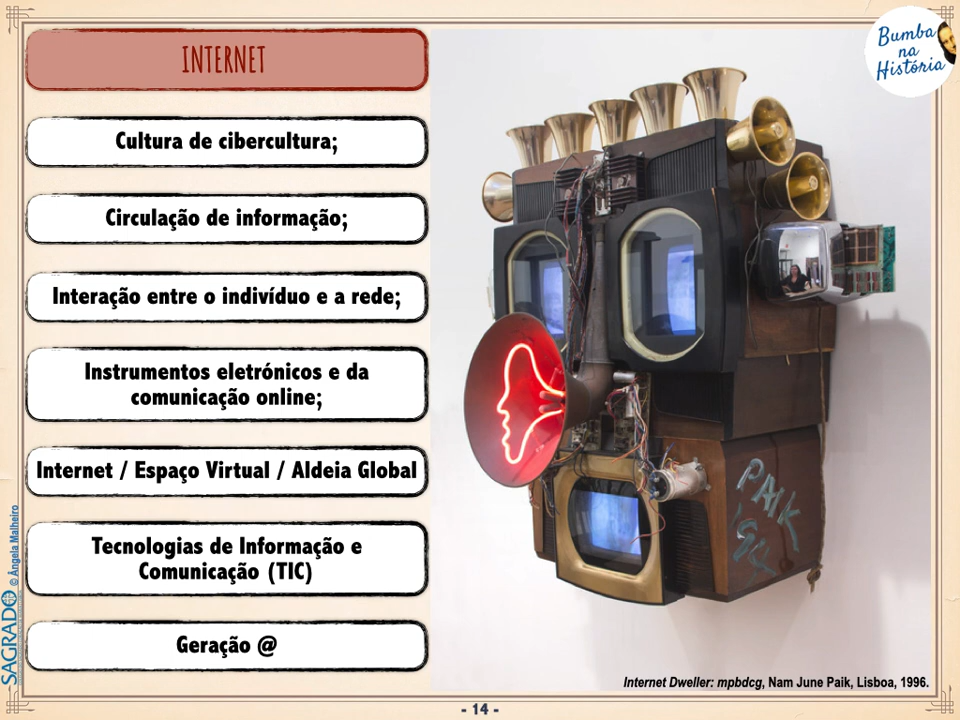 INTERNET
Bumba
na
História
Cultura de cibercultura;
Circulação de informação;
Interação entre o indivíduo e a rede;
Instrumentos eletrónicos e da
comunicação online;
Internet / Espaço Virtual / Aldeia Global
Tecnologias de Informação e
Comunicação (TIC)
Geração @
SAGRADO
© Ângela Malheiro
PAIK
Internet Dweller: mpbdcg, Nam June Paik, Lisboa, 1996.
- 14 -